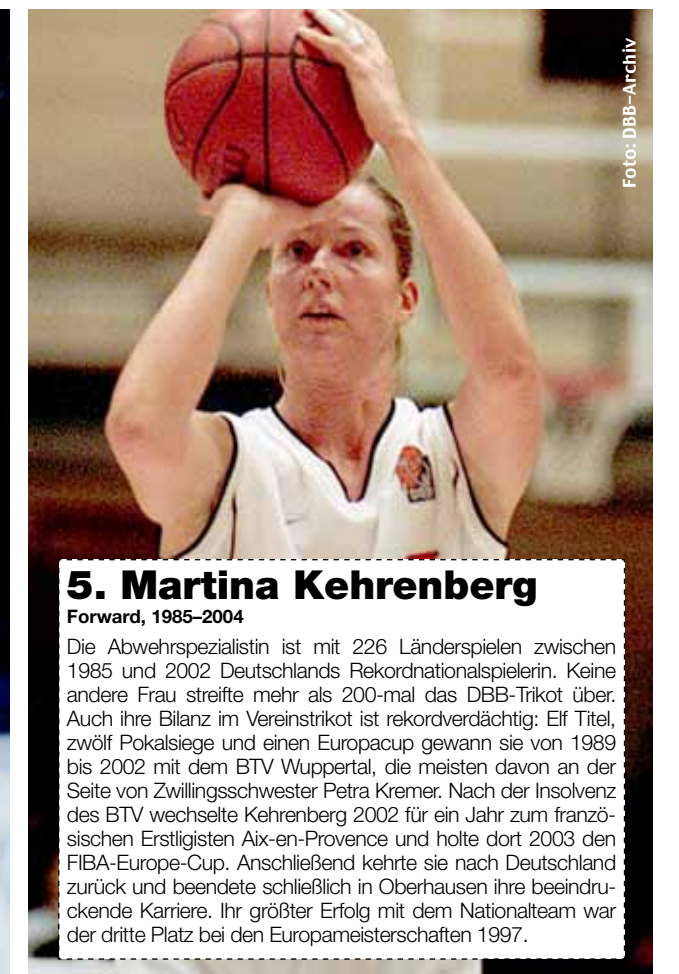 Foto: DBB-Archiv
5. Martina Kehrenberg
Forward, 1985–2004
Die Abwehrspezialistin ist mit 226 Länderspielen zwischen
1985 und 2002 Deutschlands Rekordnationalspielerin. Keine
andere Frau streifte mehr als 200-mal das DBB-Trikot über.
Auch ihre Bilanz im Vereinstrikot ist rekordverdächtig: Elf Titel,
zwölf Pokalsiege und einen Europacup gewann sie von 1989
bis 2002 mit dem BTV Wuppertal, die meisten davon an der
Seite von Zwillingsschwester Petra Kremer. Nach der Insolvenz
des BTV wechselte Kehrenberg 2002 für ein Jahr zum franzö-
sischen Erstligisten Aix-en-Provence und holte dort 2003 den
FIBA-Europe-Cup. Anschließend kehrte sie nach Deutschland
zurück und beendete schließlich in Oberhausen ihre beeindru-
ckende Karriere. Ihr größter Erfolg mit dem Nationalteam war
der dritte Platz bei den Europameisterschaften 1997.